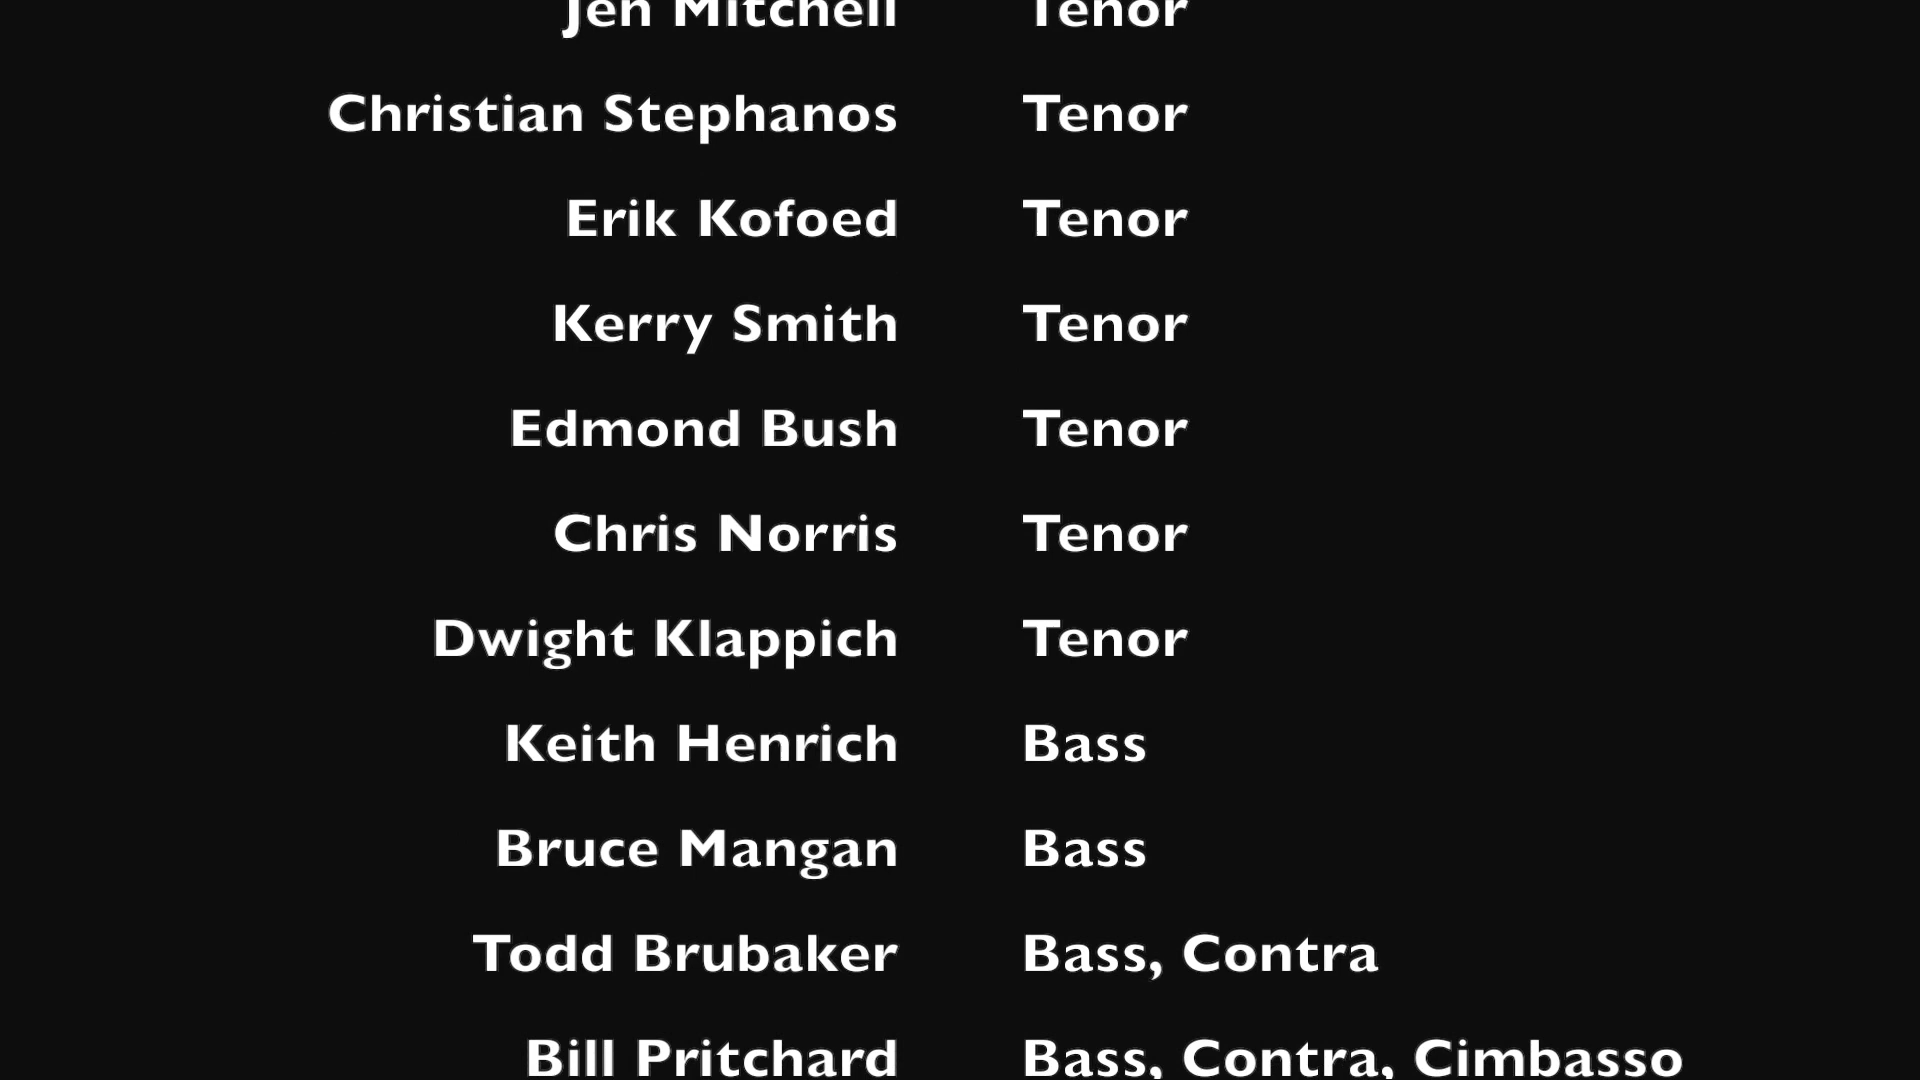 Jen Mitchell Tenor
Christian Stephanos Tenor
Erik Kofoed Tenor
Kerry Smith Tenor
Edmond Bush Tenor
Chris Norris Tenor
Dwight Klappich Tenor
Keith Henrich Bass
Bruce Mangan Bass
Todd Brubaker Bass, Contra
Bill Pritchard Bass, Contra, Cimbasso